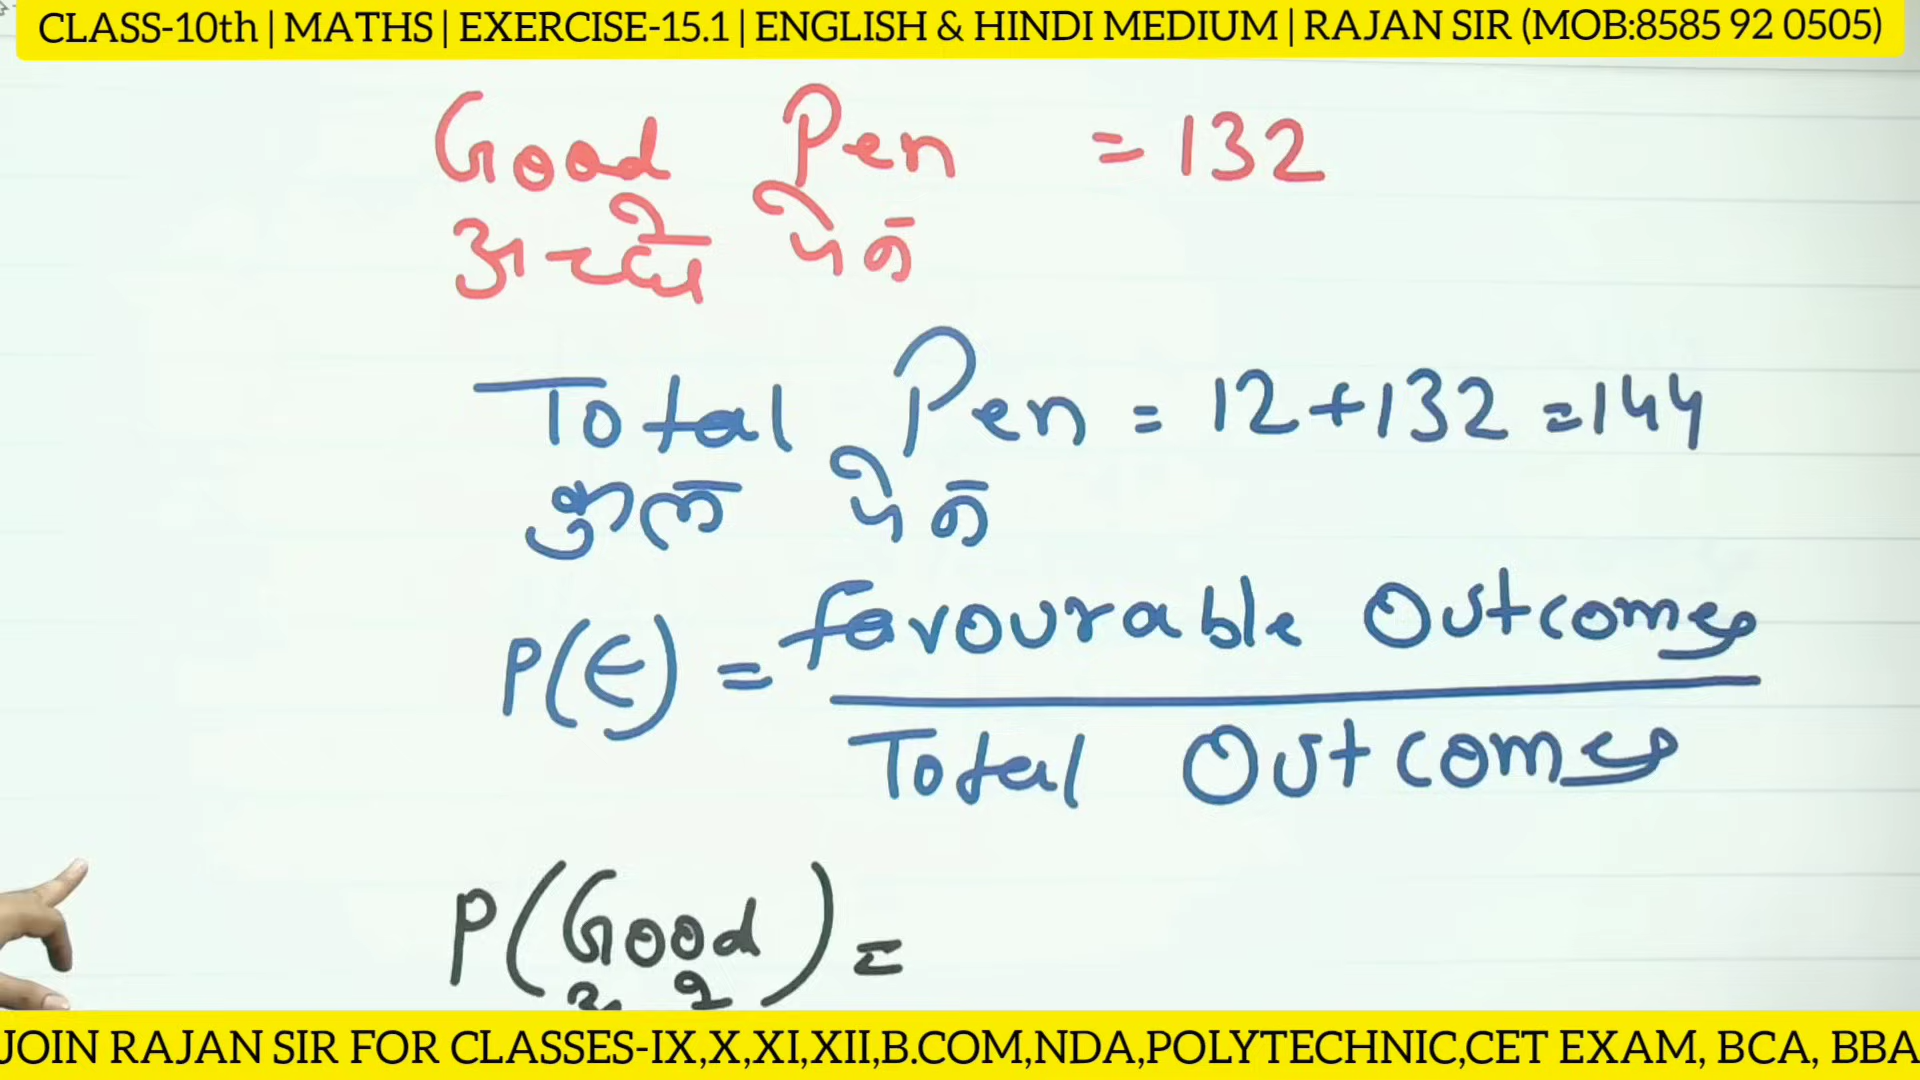 CLASS-10th | MATHS | EXERCISE-15.1 | ENGLISH & HINDI MEDIUM | RAJAN SIR (MOB:8585 92 0505)
Good Pen = 132
अच्छे पेन
Total Pen = 12+132 =144
कुल पेन
P(E) = favourable Outcomes
Total Outcomes
P(Good) =
JOIN RAJAN SIR FOR CLASSES-IX,X,XI,XII,B.COM,NDA,POLYTECHNIC,CET EXAM, BCA, BBA